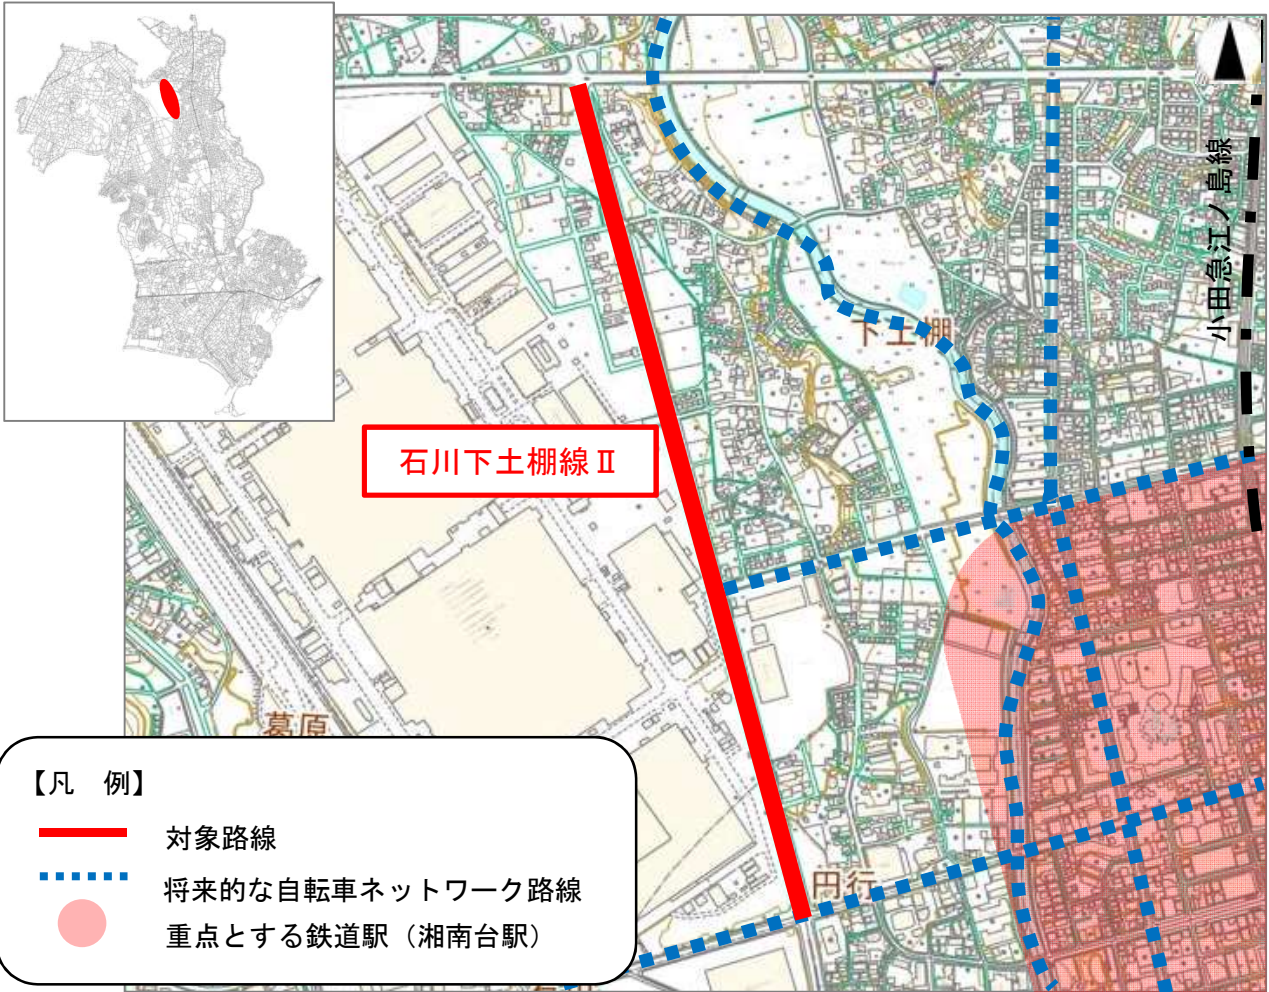 小田急江ノ島線
下土棚
石川下土棚線Ⅱ
葛原
【凡　例】
対象路線
将来的な自転車ネットワーク路線
重点とする鉄道駅（湘南台駅）
円行